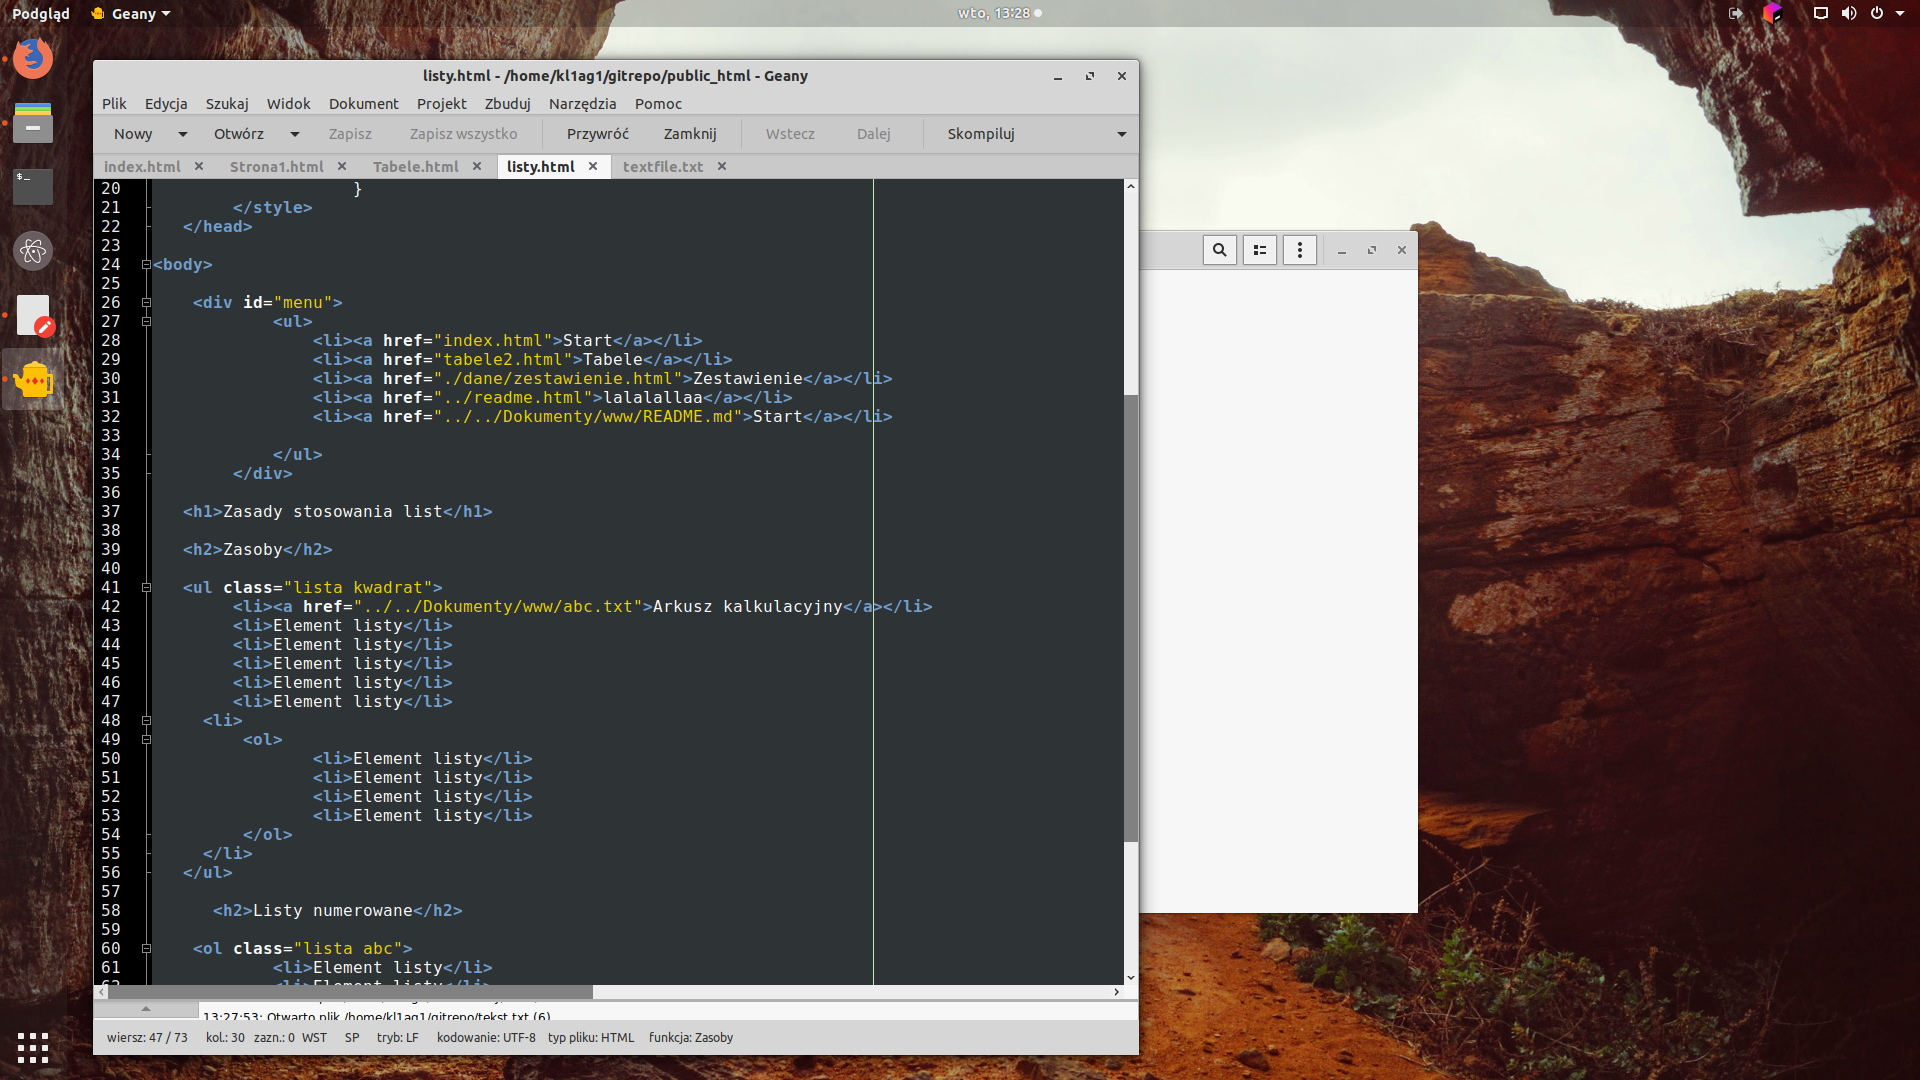 Podgląd Geany wto, 13:28
listy.html - /home/kl1ag1/gitrepo/public_html - Geany
Plik Edycja Szukaj Widok Dokument Projekt Zbuduj Narzędzia Pomoc
Nowy Otwórz Zapisz Zapisz wszystko Przywróć Zamknij Wstecz Dalej Skompiluj
index.html Strona1.html Tabele.html listy.html textfile.txt
$_
20 }
21 </style>
22 </head>
23
24 <body>
25
26 <div id="menu">
27 <ul>
28 <li><a href="index.html">Start</a></li>
29 <li><a href="tabele2.html">Tabele</a></li>
30 <li><a href="./dane/zestawienie.html">Zestawienie</a></li>
31 <li><a href="../readme.html">lalalallaa</a></li>
32 <li><a href="../../Dokumenty/www/README.md">Start</a></li>
33
34 </ul>
35 </div>
36
37 <h1>Zasady stosowania list</h1>
38
39 <h2>Zasoby</h2>
40
41 <ul class="lista kwadrat">
42 <li><a href="../../Dokumenty/www/abc.txt">Arkusz kalkulacyjny</a></li>
43 <li>Element listy</li>
44 <li>Element listy</li>
45 <li>Element listy</li>
46 <li>Element listy</li>
47 <li>Element listy</li>
48 <li>
49 <ol>
50 <li>Element listy</li>
51 <li>Element listy</li>
52 <li>Element listy</li>
53 <li>Element listy</li>
54 </ol>
55 </li>
56 </ul>
57
58 <h2>Listy numerowane</h2>
59
60 <ol class="lista abc">
61 <li>Element listy</li>
62 <li>Element listy</li>
13:27:53: Otwarto plik /home/kl1ag1/gitrepo/tekst.txt (6).
wiersz: 47 / 73 kol.: 30 zazn.: 0 WST SP tryb: LF kodowanie: UTF-8 typ pliku: HTML funkcja: Zasoby